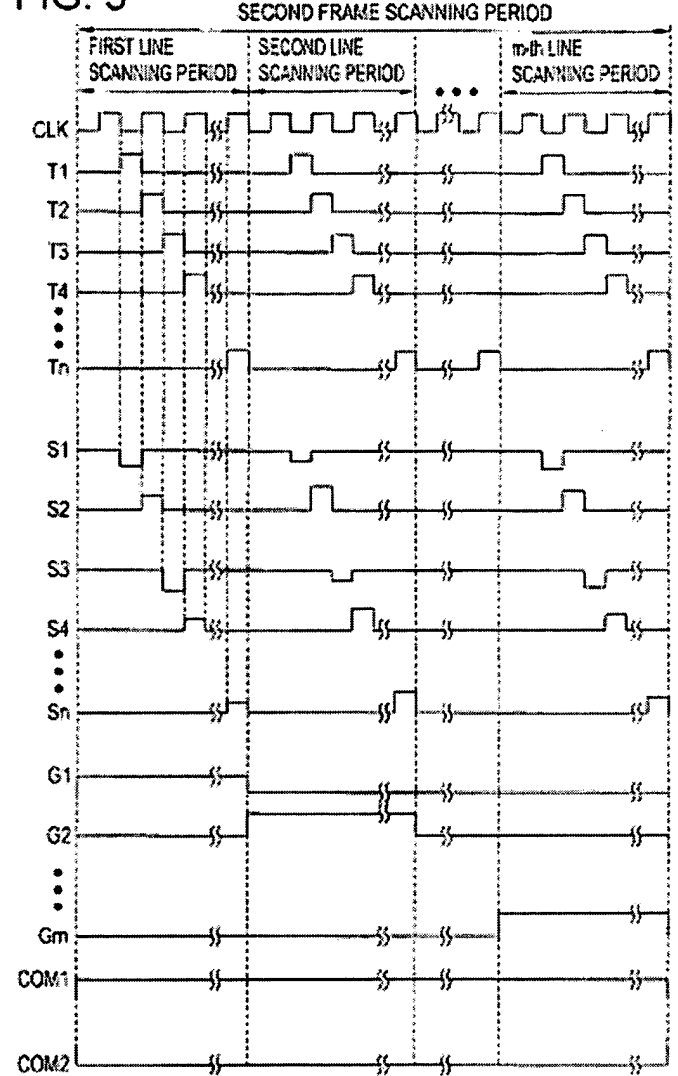 SECOND FRAME SCANNING PERIOD
FIRST LINE
SCANNING PERIOD
SECOND LINE
SCANNING PERIOD
m-th LINE
SCANNING PERIOD
CLK
T1
T2
T3
T4
Tn
S1
S2
S3
S4
Sn
G1
G2
Gm
COM1
COM2